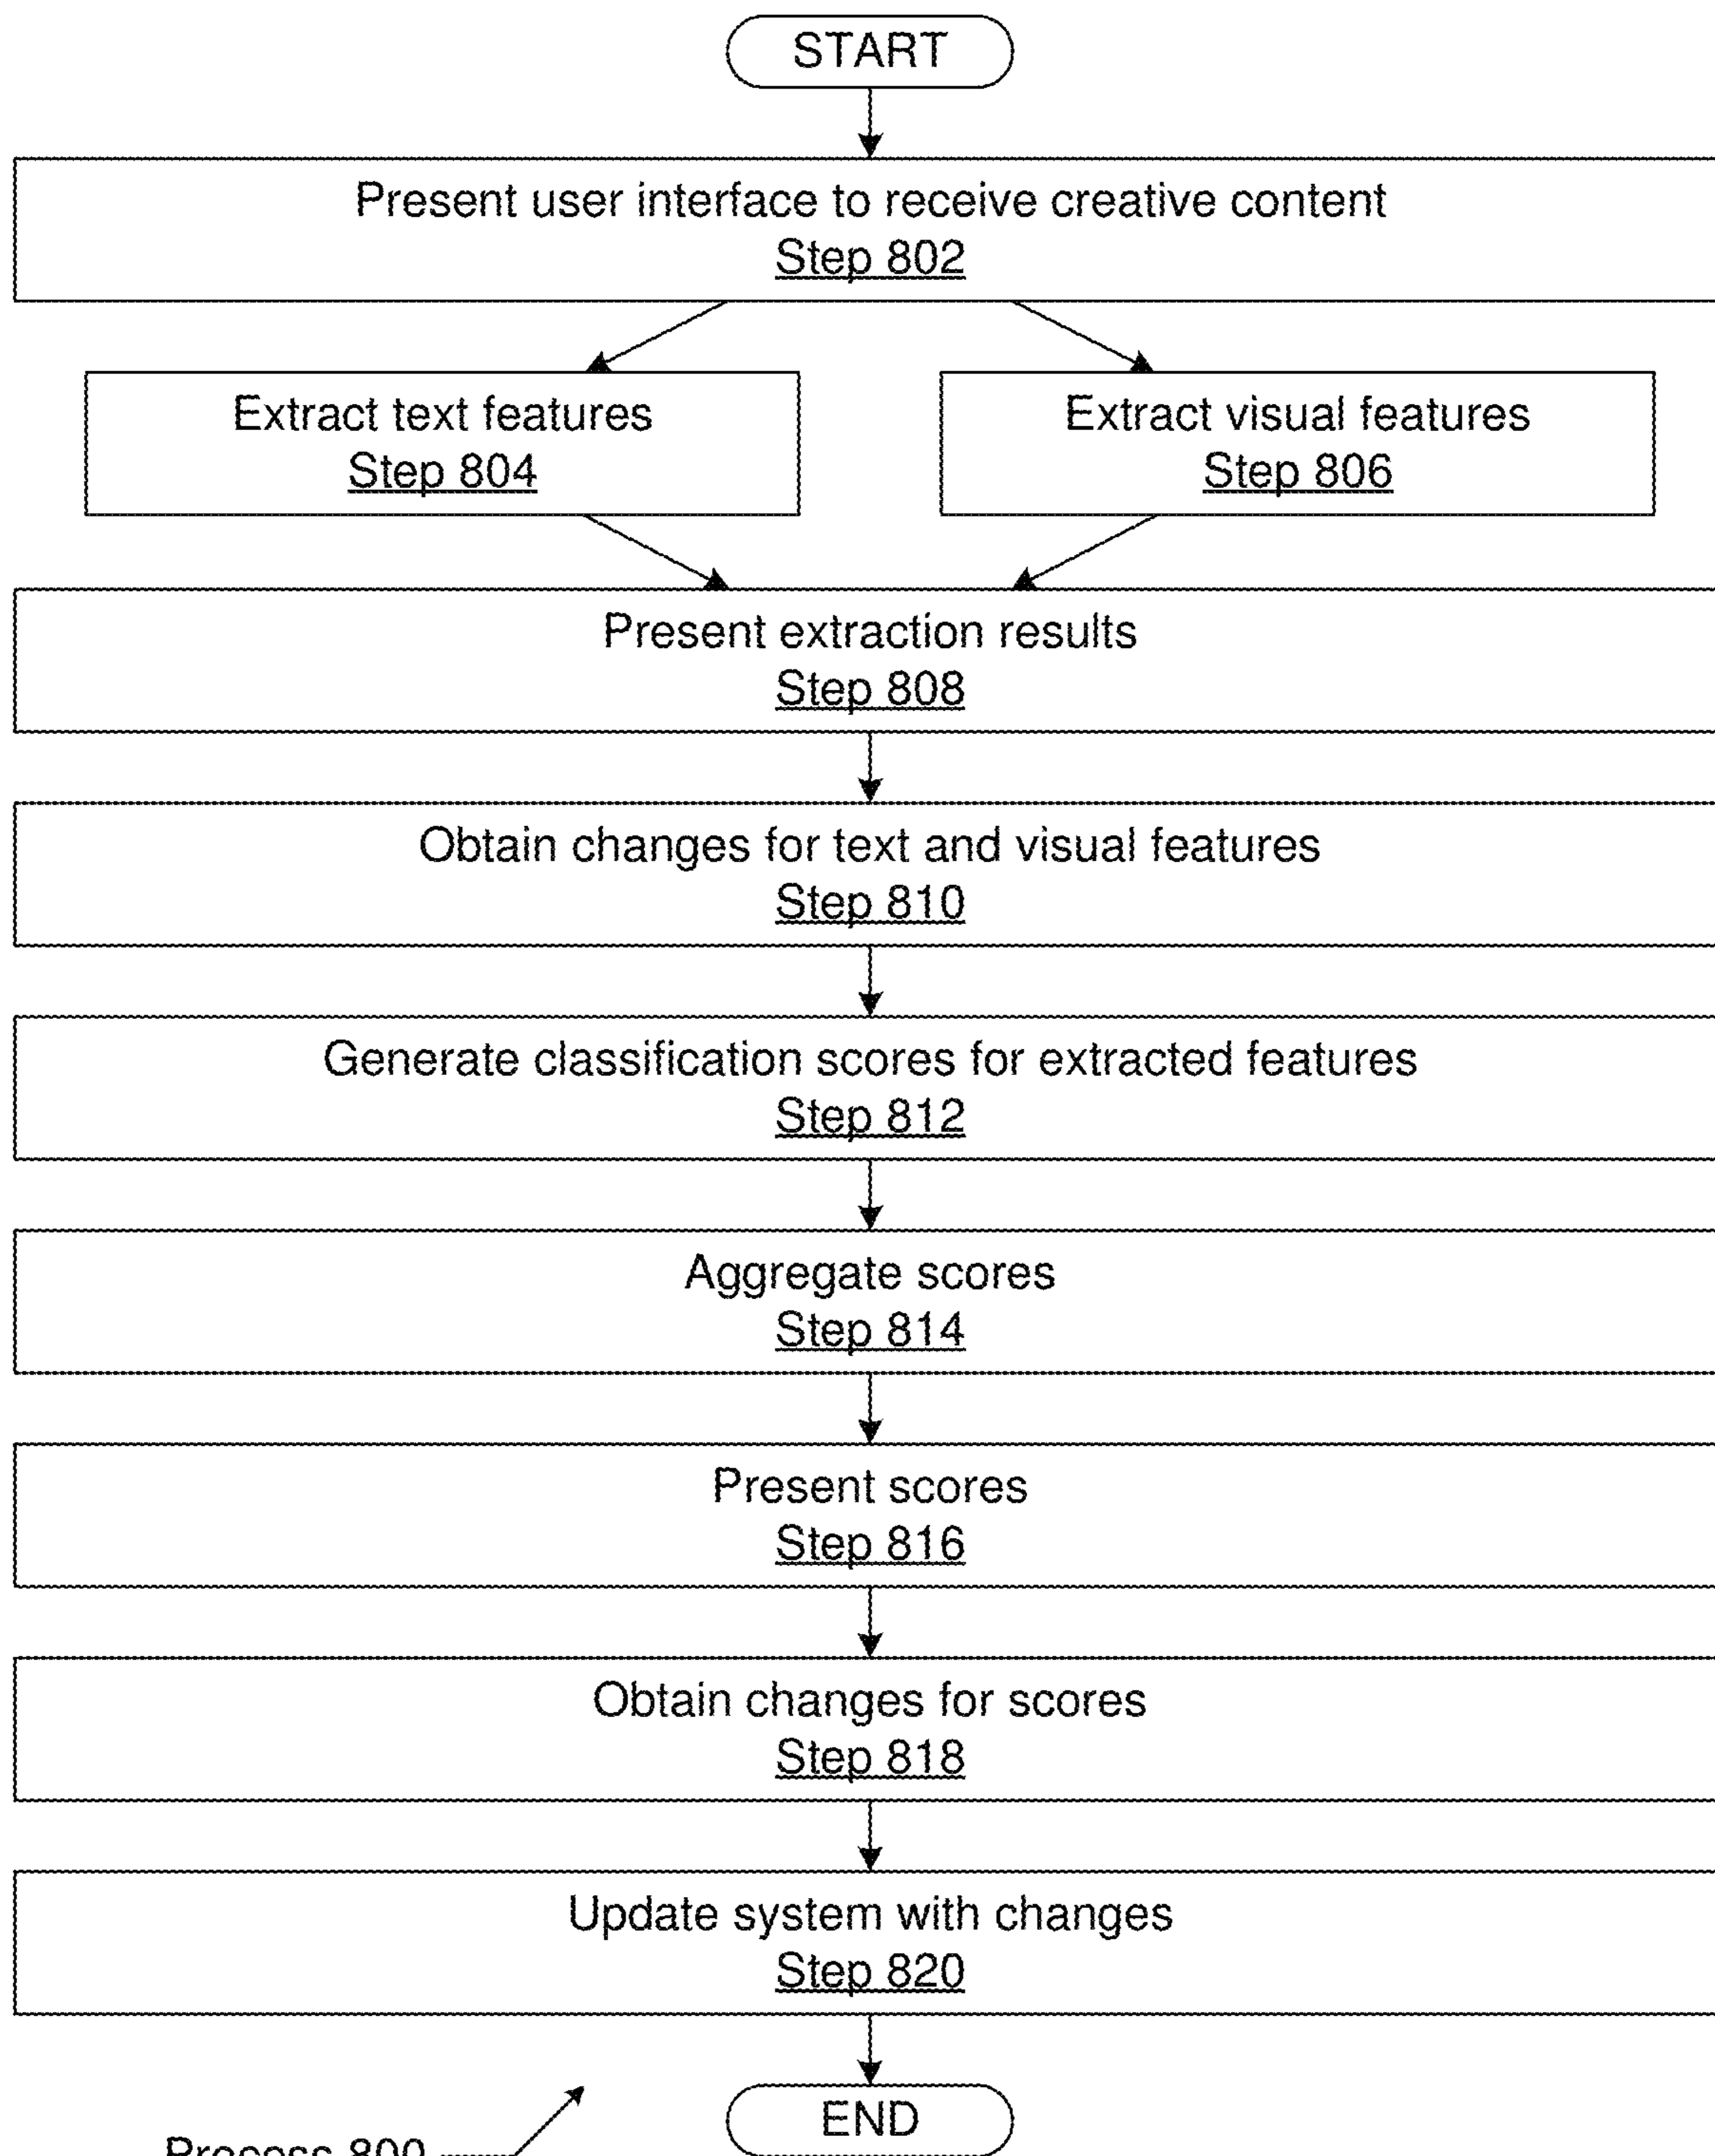 START
Present user interface to receive creative content
Step 802
Extract text features
Step 804
Extract visual features
Step 806
Present extraction results
Step 808
Obtain changes for text and visual features
Step 810
Generate classification scores for extracted features
Step 812
Aggregate scores
Step 814
Present scores
Step 816
Obtain changes for scores
Step 818
Update system with changes
Step 820
END
Process 800